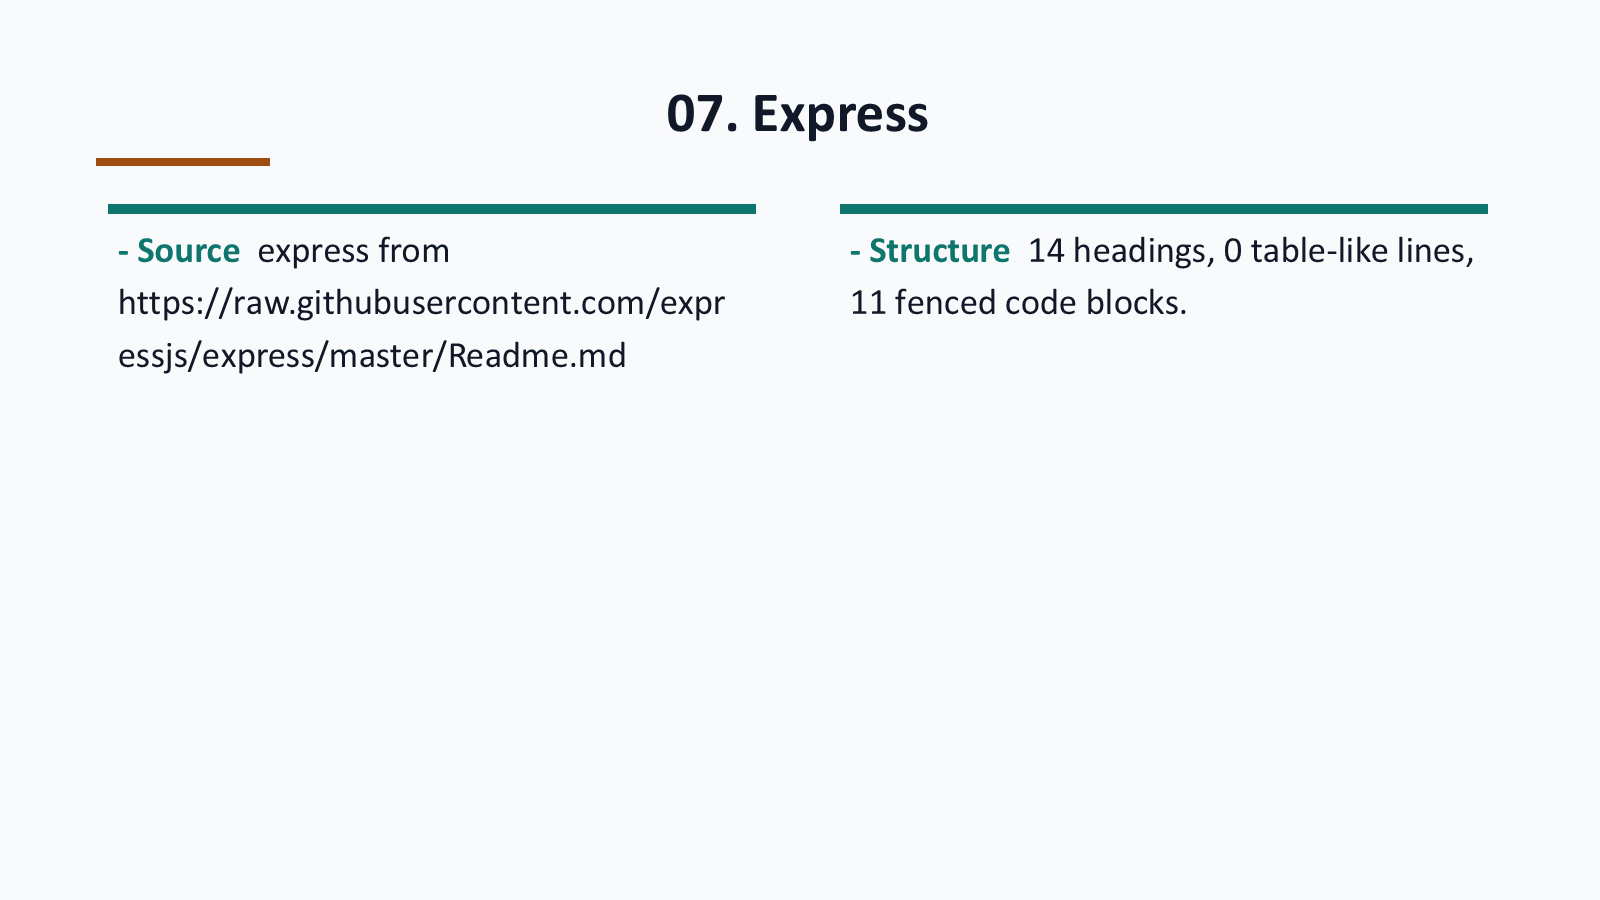 07. Express
- Source  express from
https://raw.githubusercontent.com/expr
essjs/express/master/Readme.md
- Structure  14 headings, 0 table-like lines,
11 fenced code blocks.